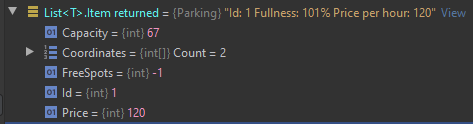 List<T>.Item returned = {Parking} "Id: 1 Fullness: 101% Price per hour: 120" View
Capacity = {int} 67
Coordinates = {int[]} Count = 2
FreeSpots = {int} -1
Id = {int} 1
Price = {int} 120